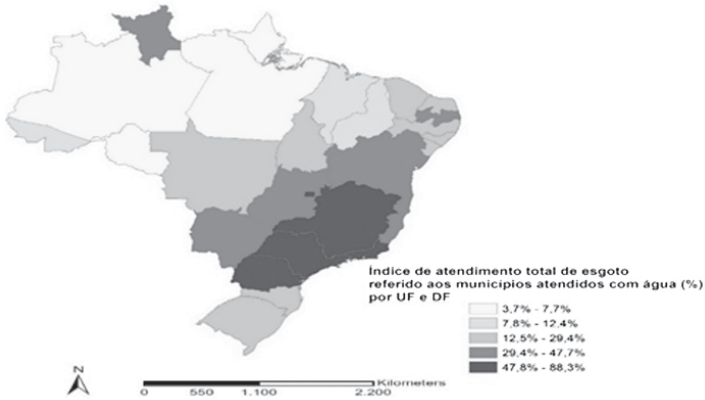 Índice de atendimento total de esgoto
referido aos municípios atendidos com água (%)
por UF e DF
3,7% - 7,7%
7,8% - 12,4%
12,5% - 29,4%
29,4% - 47,7%
47,8% - 88,3%
N
Kilometers
0 550 1.100 2.200